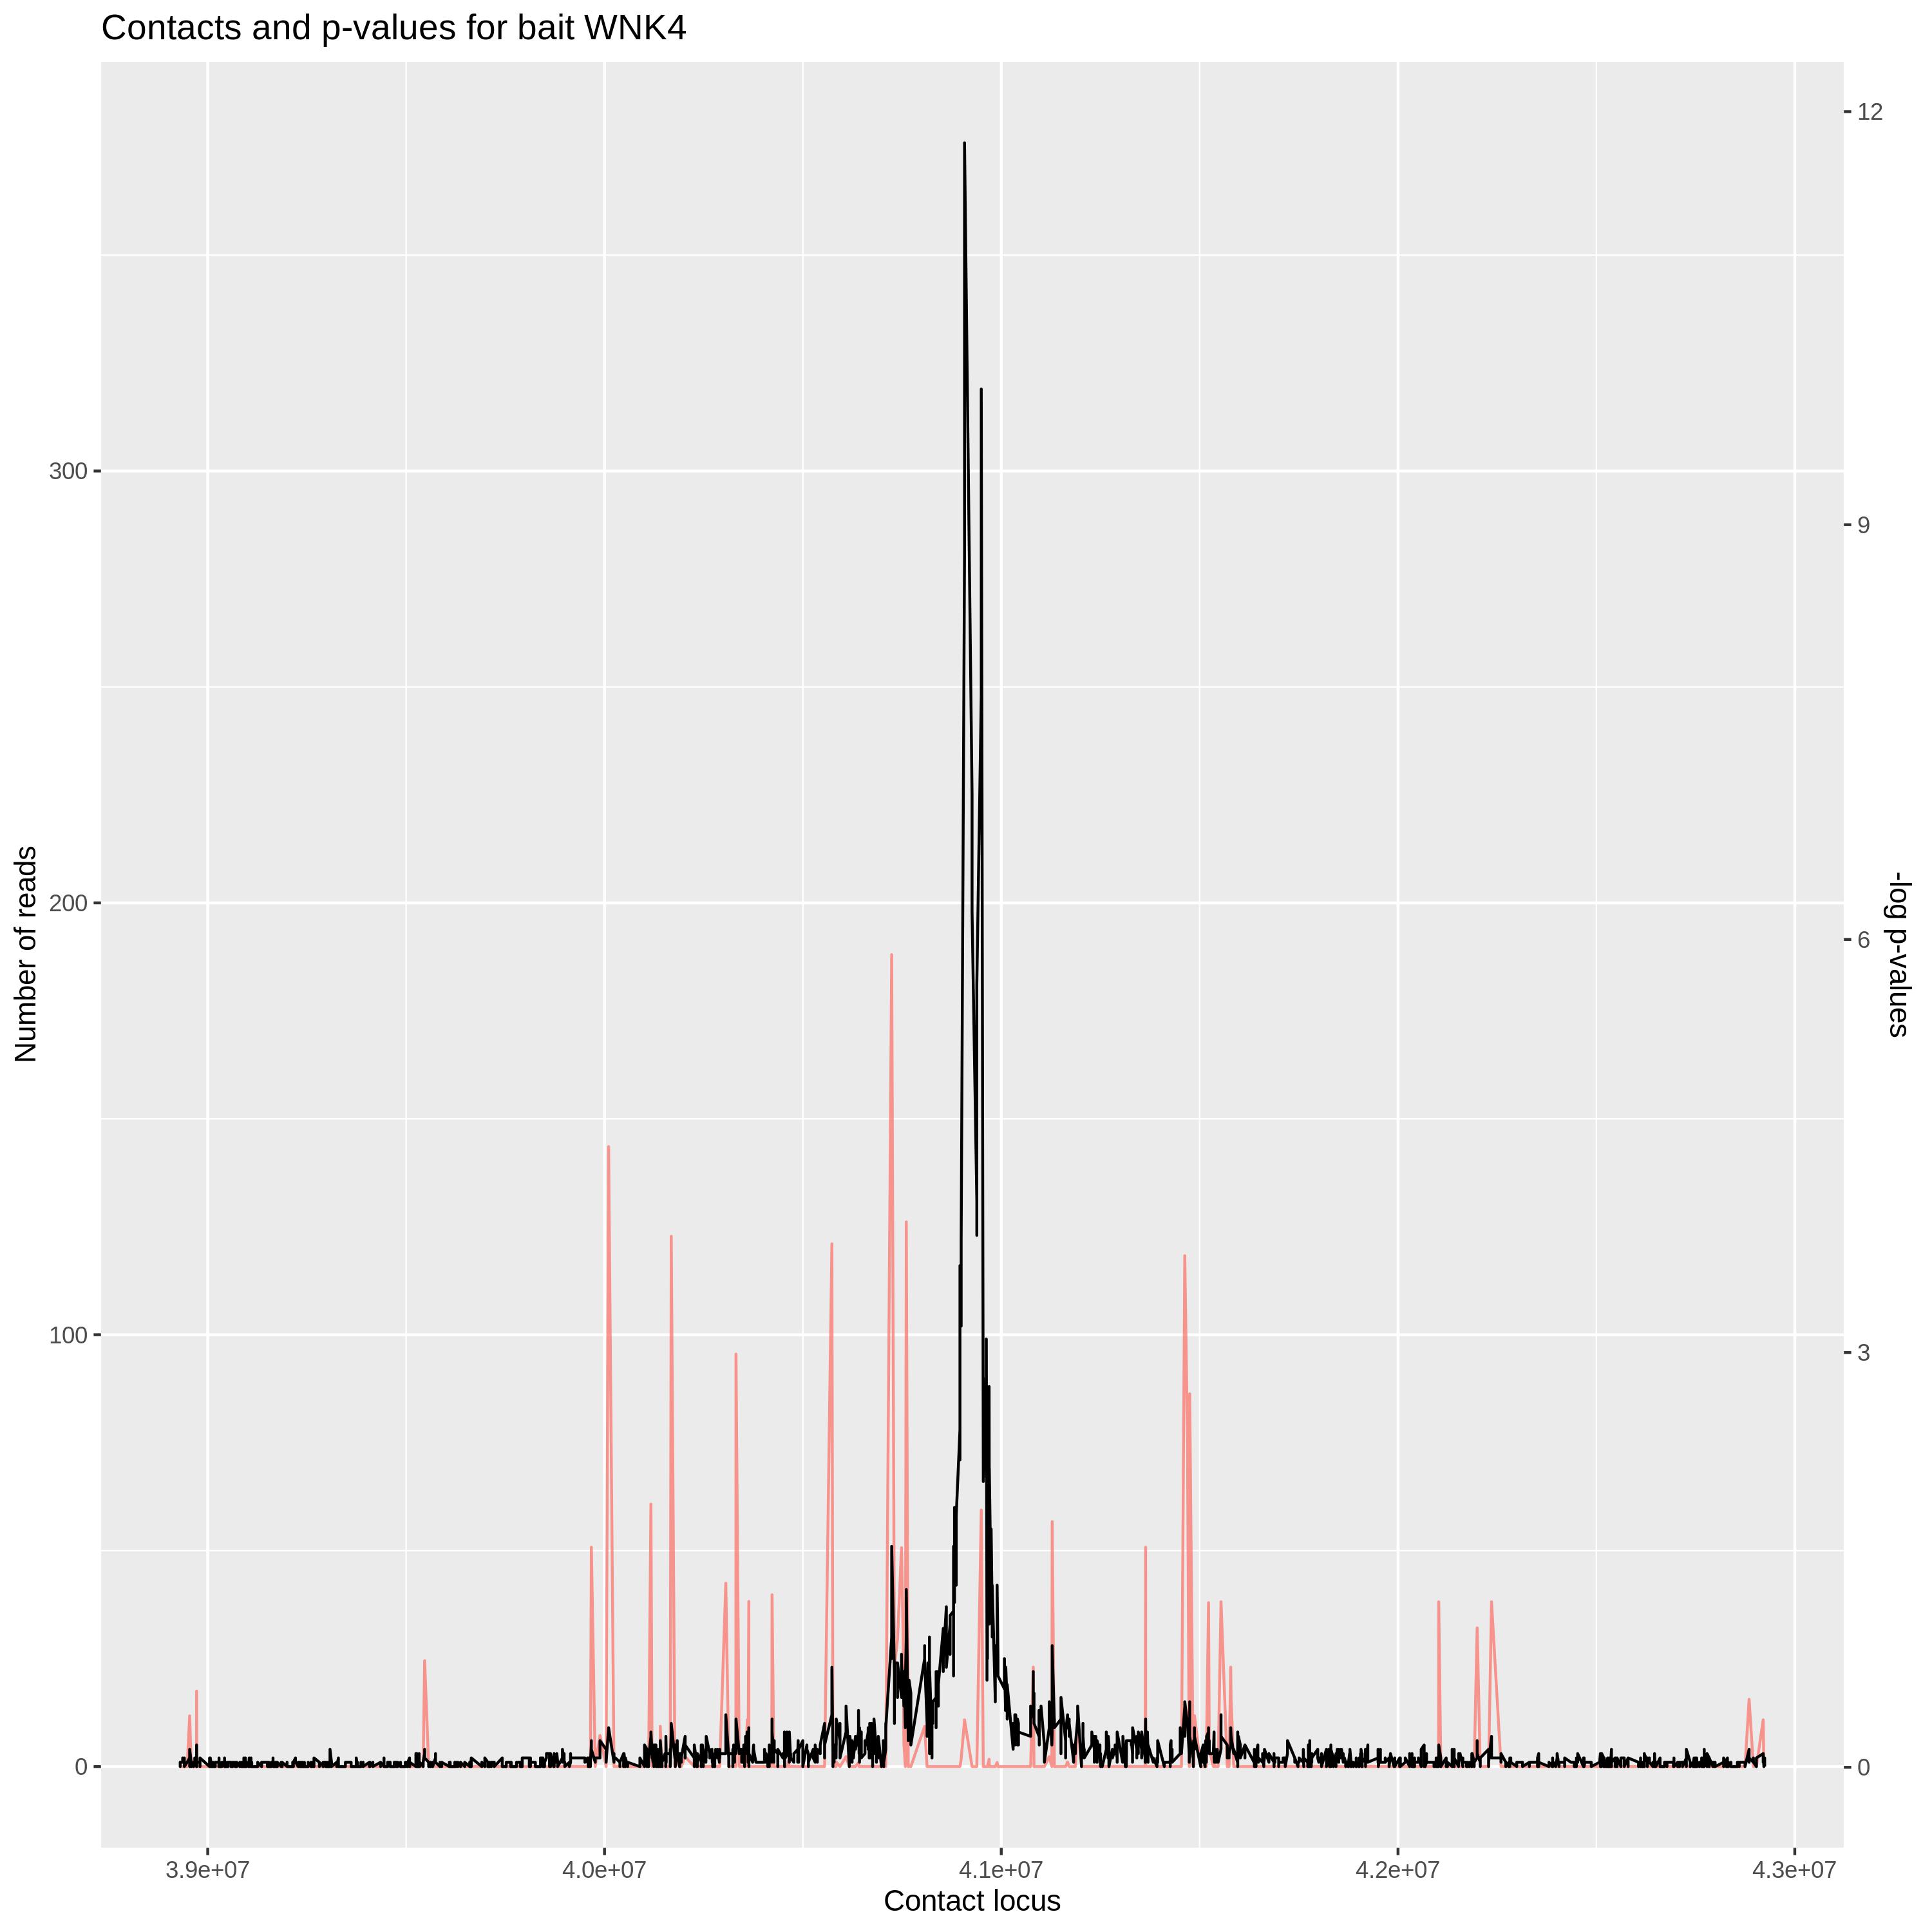 Contacts and p-values for bait WNK4
12
9
6
3
0
300
200
100
0
Number of reads
-log p-values
3.9e+07
4.0e+07
4.1e+07
4.2e+07
4.3e+07
Contact locus